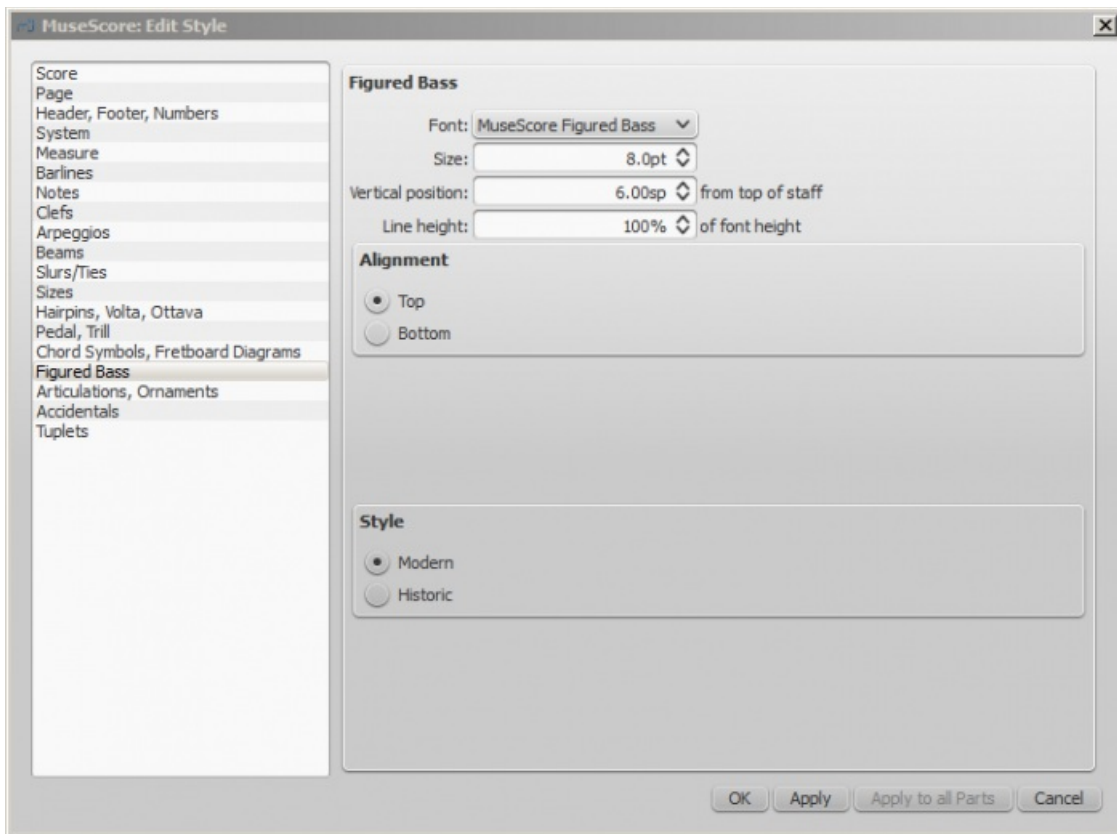 MuseScore: Edit Style
Score
Page
Header, Footer, Numbers
System
Measure
Barlines
Notes
Clefs
Arpeggios
Beams
Slurs/Ties
Sizes
Hairpins, Volta, Ottava
Pedal, Trill
Chord Symbols, Fretboard Diagrams
Figured Bass
Articulations, Ornaments
Accidentals
Tuplets
Figured Bass
Font: MuseScore Figured Bass
Size: 8.0pt
Vertical position: 6.00sp from top of staff
Line height: 100% of font height
Alignment
Top
Bottom
Style
Modern
Historic
OK Apply Apply to all Parts Cancel